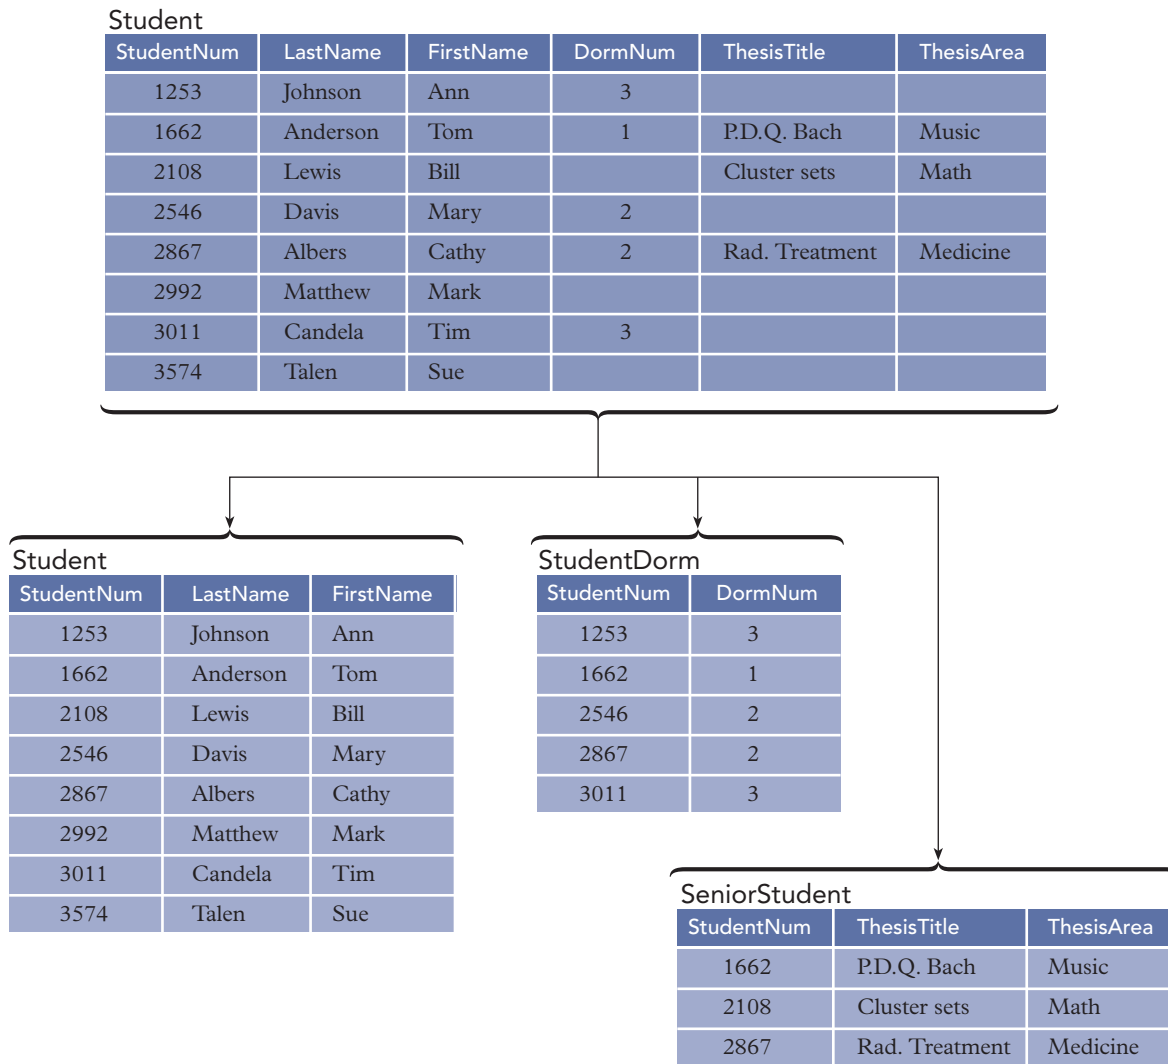 Student
StudentNum LastName FirstName DormNum ThesisTitle ThesisArea
1253 Johnson Ann 3
1662 Anderson Tom 1 P.D.Q. Bach Music
2108 Lewis Bill Cluster sets Math
2546 Davis Mary 2
2867 Albers Cathy 2 Rad. Treatment Medicine
2992 Matthew Mark
3011 Candela Tim 3
3574 Talen Sue
Student
StudentNum LastName FirstName
1253 Johnson Ann
1662 Anderson Tom
2108 Lewis Bill
2546 Davis Mary
2867 Albers Cathy
2992 Matthew Mark
3011 Candela Tim
3574 Talen Sue
StudentDorm
StudentNum DormNum
1253 3
1662 1
2546 2
2867 2
3011 3
SeniorStudent
StudentNum ThesisTitle ThesisArea
1662 P.D.Q. Bach Music
2108 Cluster sets Math
2867 Rad. Treatment Medicine